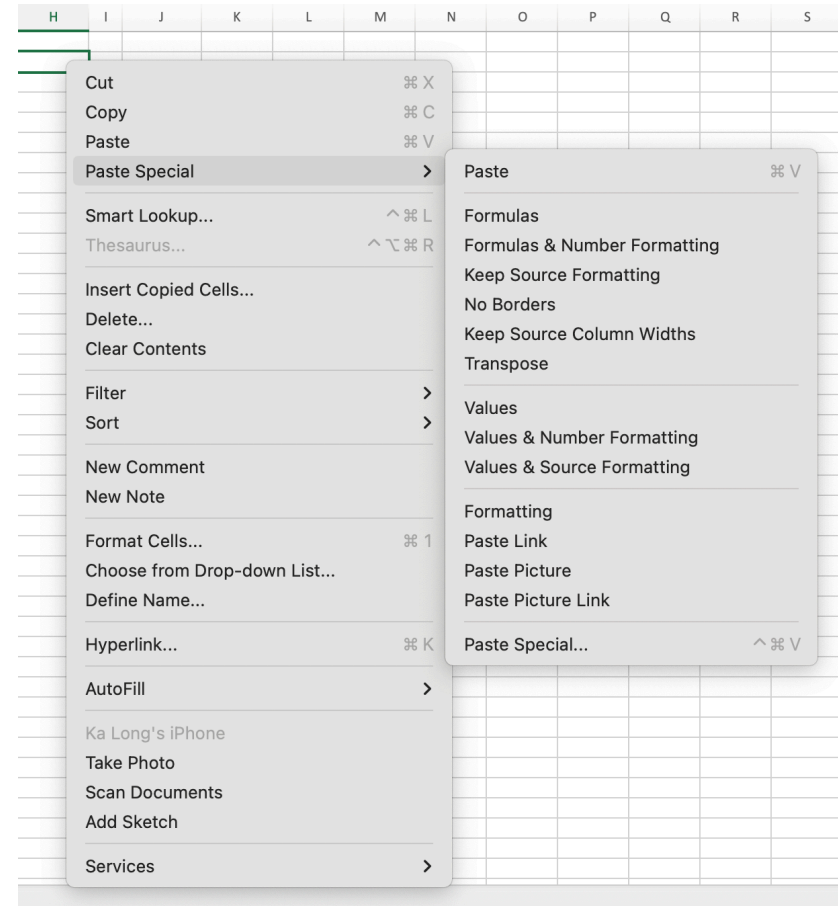 H I J K L M N O P Q R S
Cut ⌘ X
Copy ⌘ C
Paste ⌘ V
Paste Special
Smart Lookup... ^ ⌘ L
Thesaurus... ^ ⌥ ⌘ R
Insert Copied Cells...
Delete...
Clear Contents
Filter
Sort
New Comment
New Note
Format Cells... ⌘ 1
Choose from Drop-down List...
Define Name...
Hyperlink... ⌘ K
AutoFill
Ka Long's iPhone
Take Photo
Scan Documents
Add Sketch
Services
Paste ⌘ V
Formulas
Formulas & Number Formatting
Keep Source Formatting
No Borders
Keep Source Column Widths
Transpose
Values
Values & Number Formatting
Values & Source Formatting
Formatting
Paste Link
Paste Picture
Paste Picture Link
Paste Special... ^ ⌘ V